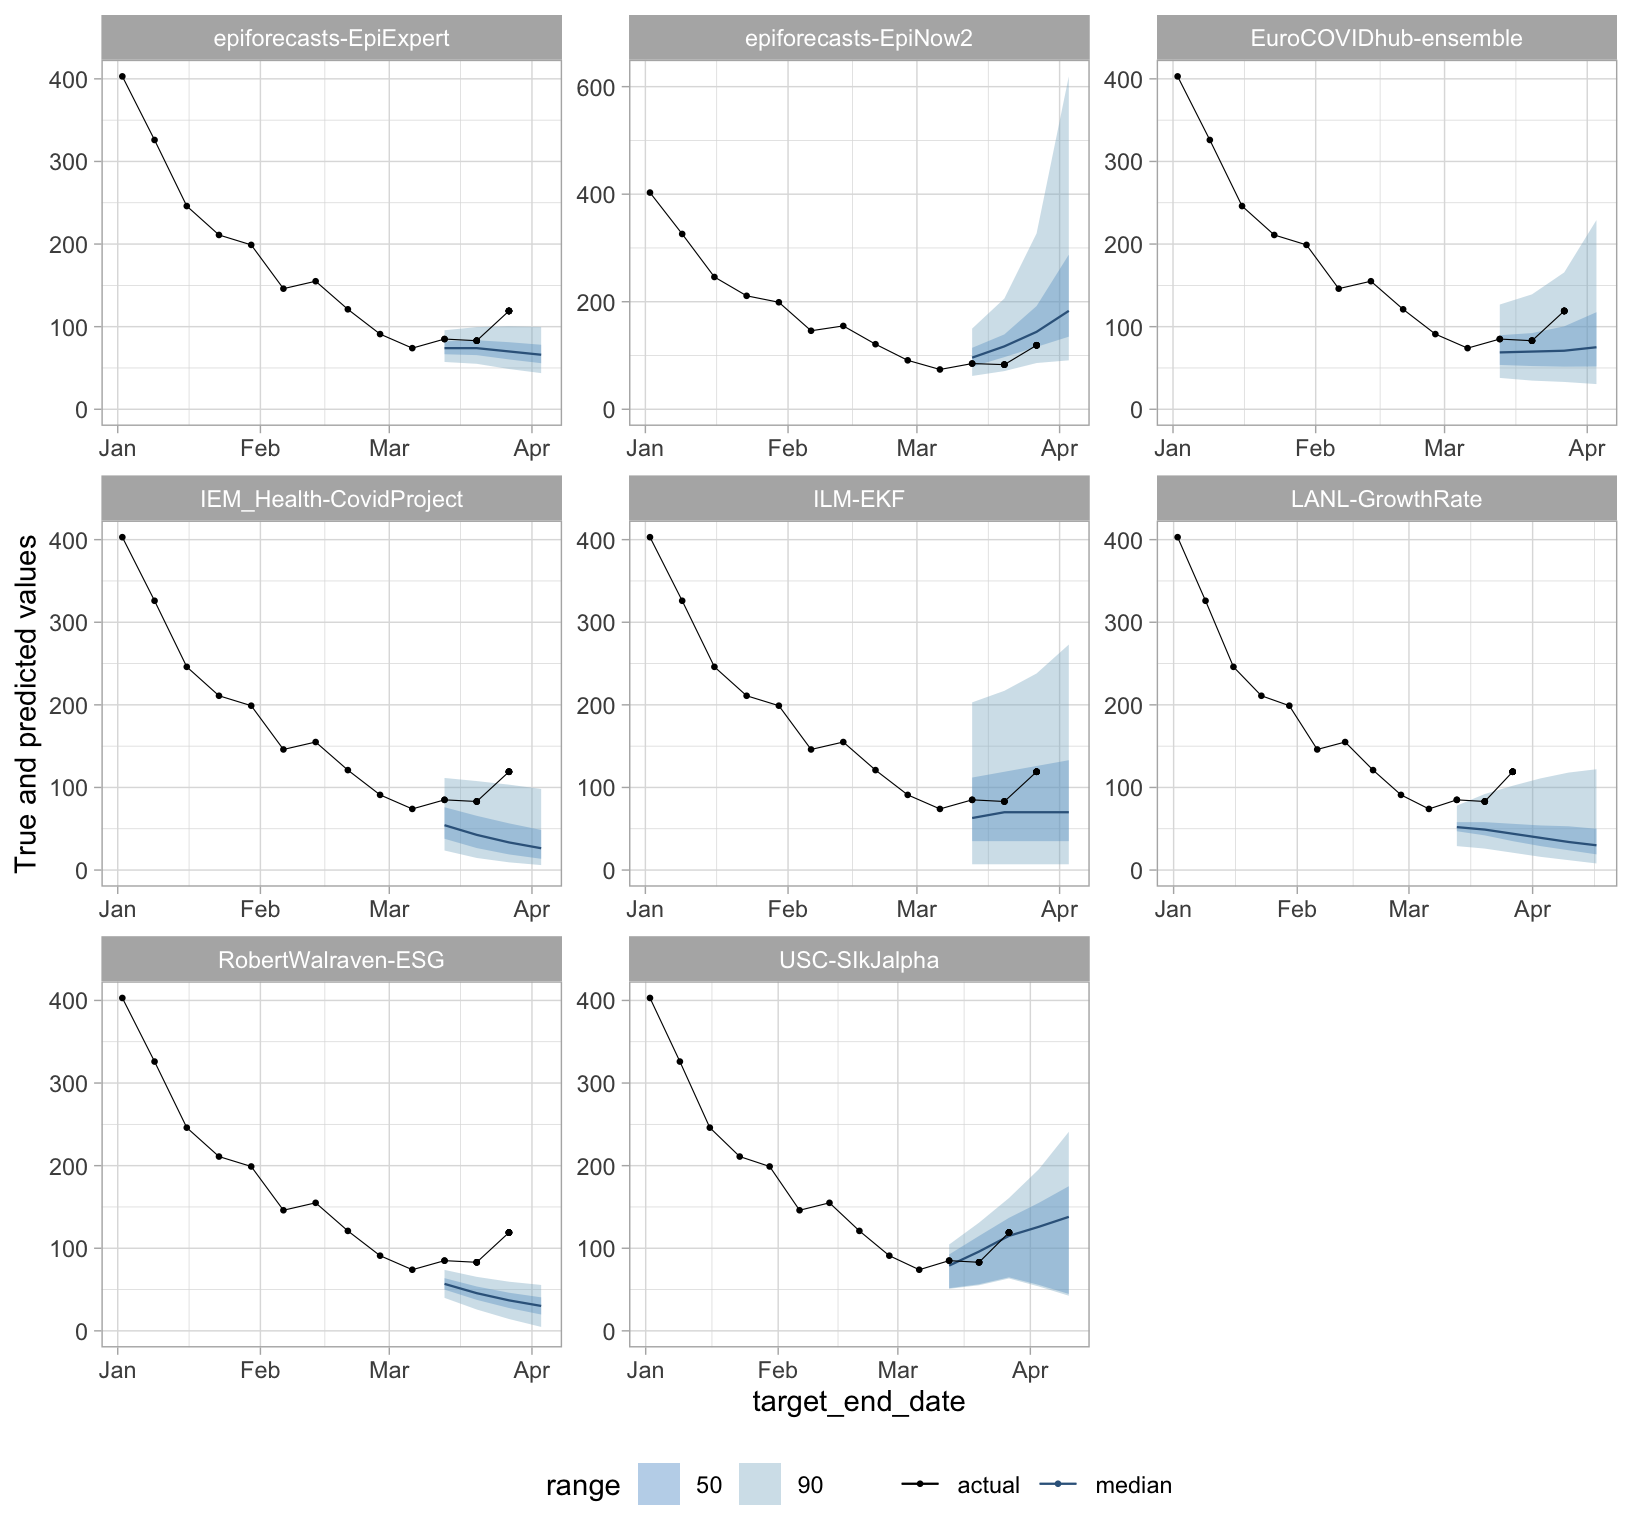 epiforecasts-EpiExpert
epiforecasts-EpiNow2
EuroCOVIDhub-ensemble
400
300
200
100
0
Jan Feb Mar Apr
600
400
200
0
Jan Feb Mar Apr
400
300
200
100
0
Jan Feb Mar Apr
True and predicted values
IEM_Health-CovidProject
ILM-EKF
LANL-GrowthRate
400
300
200
100
0
Jan Feb Mar Apr
400
300
200
100
0
Jan Feb Mar Apr
400
300
200
100
0
Jan Feb Mar Apr
RobertWalraven-ESG
USC-SIkJalpha
400
300
200
100
0
Jan Feb Mar Apr
400
300
200
100
0
Jan Feb Mar Apr
target_end_date
range 50 90 actual median